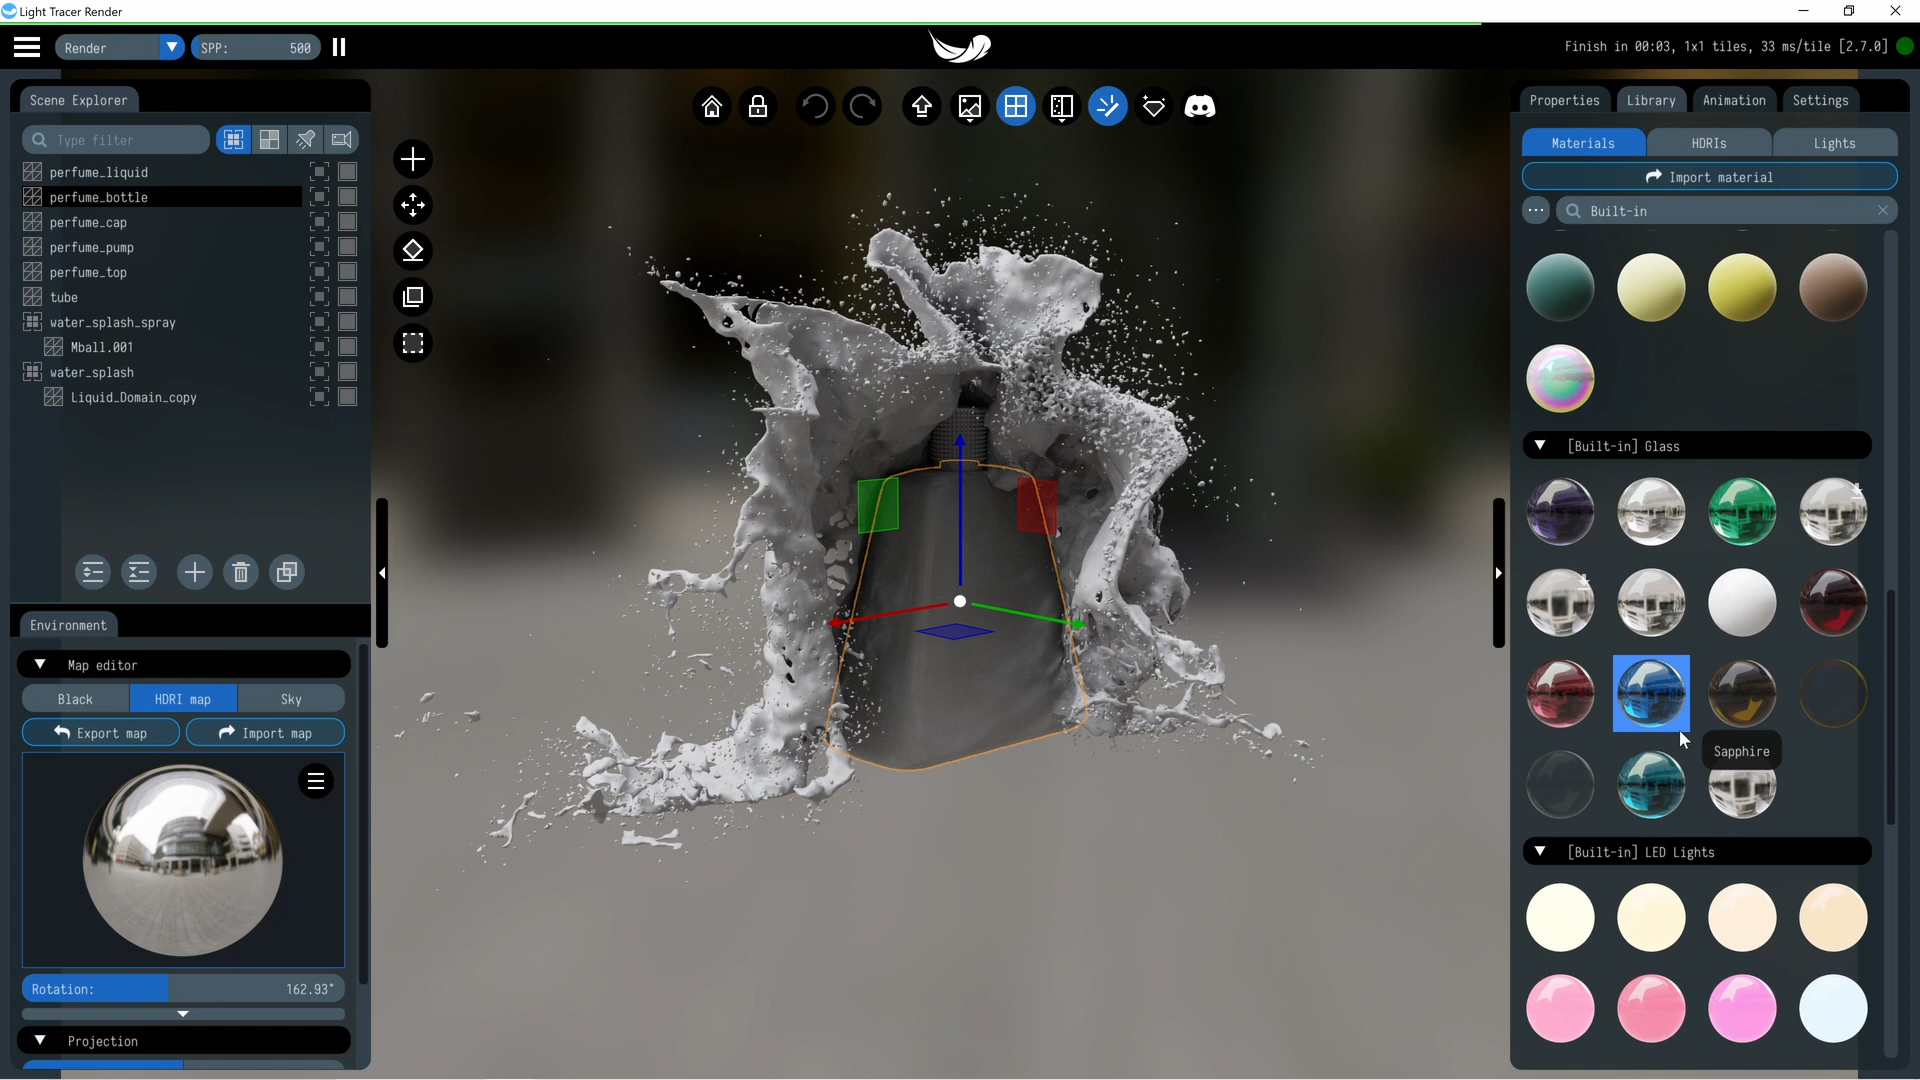 Light Tracer Render
Render
SPP: 500
Finish in 00:03, 1x1 tiles, 33 ms/tile [2.7.0]
Scene Explorer
Type filter
perfume_liquid
perfume_bottle
perfume_cap
perfume_pump
perfume_top
tube
water_splash_spray
Mball.001
water_splash
Liquid_Domain_copy
Environment
Map editor
Black
HDRI map
Sky
Export map
Import map
Rotation: 162.93°
Projection
Properties
Library
Animation
Settings
Materials
HDRIs
Lights
Import material
Built-in
[Built-in] Glass
Sapphire
[Built-in] LED Lights